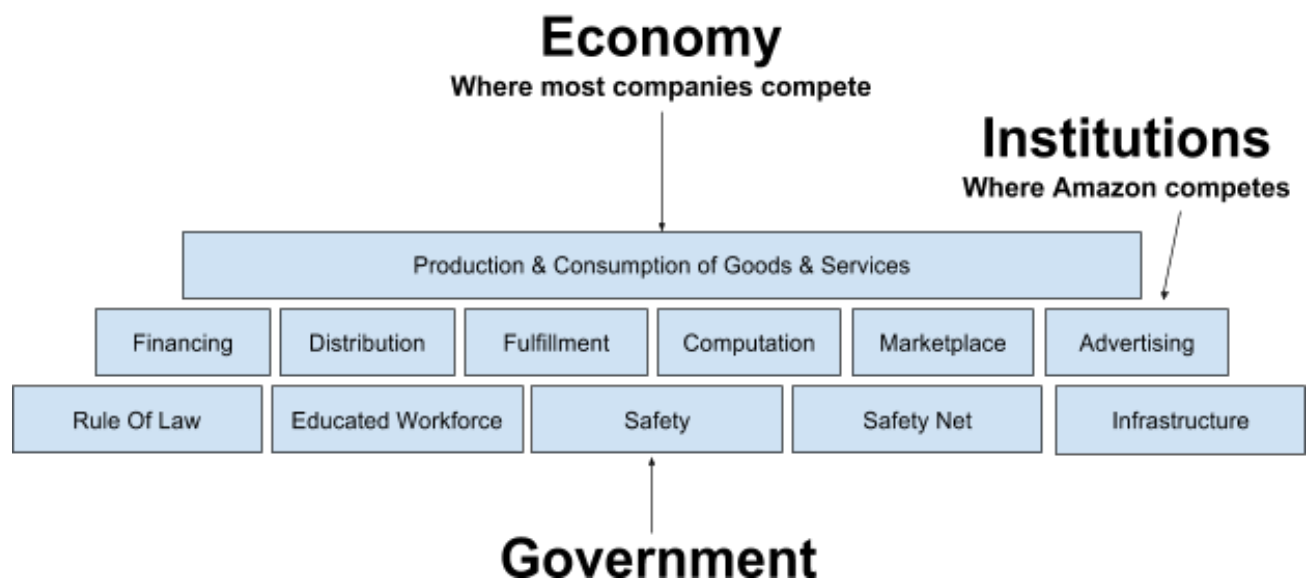 Economy
Where most companies compete
Institutions
Where Amazon competes
Production & Consumption of Goods & Services
Financing
Distribution
Fulfillment
Computation
Marketplace
Advertising
Rule Of Law
Educated Workforce
Safety
Safety Net
Infrastructure
Government